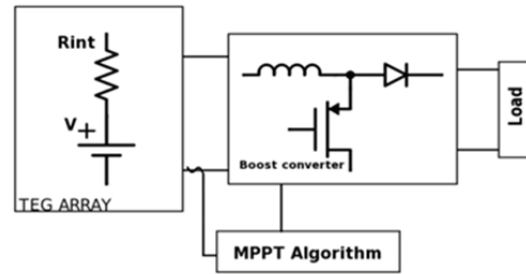 Rint
V
+
TEG ARRAY
Boost converter
Load
MPPT Algorithm